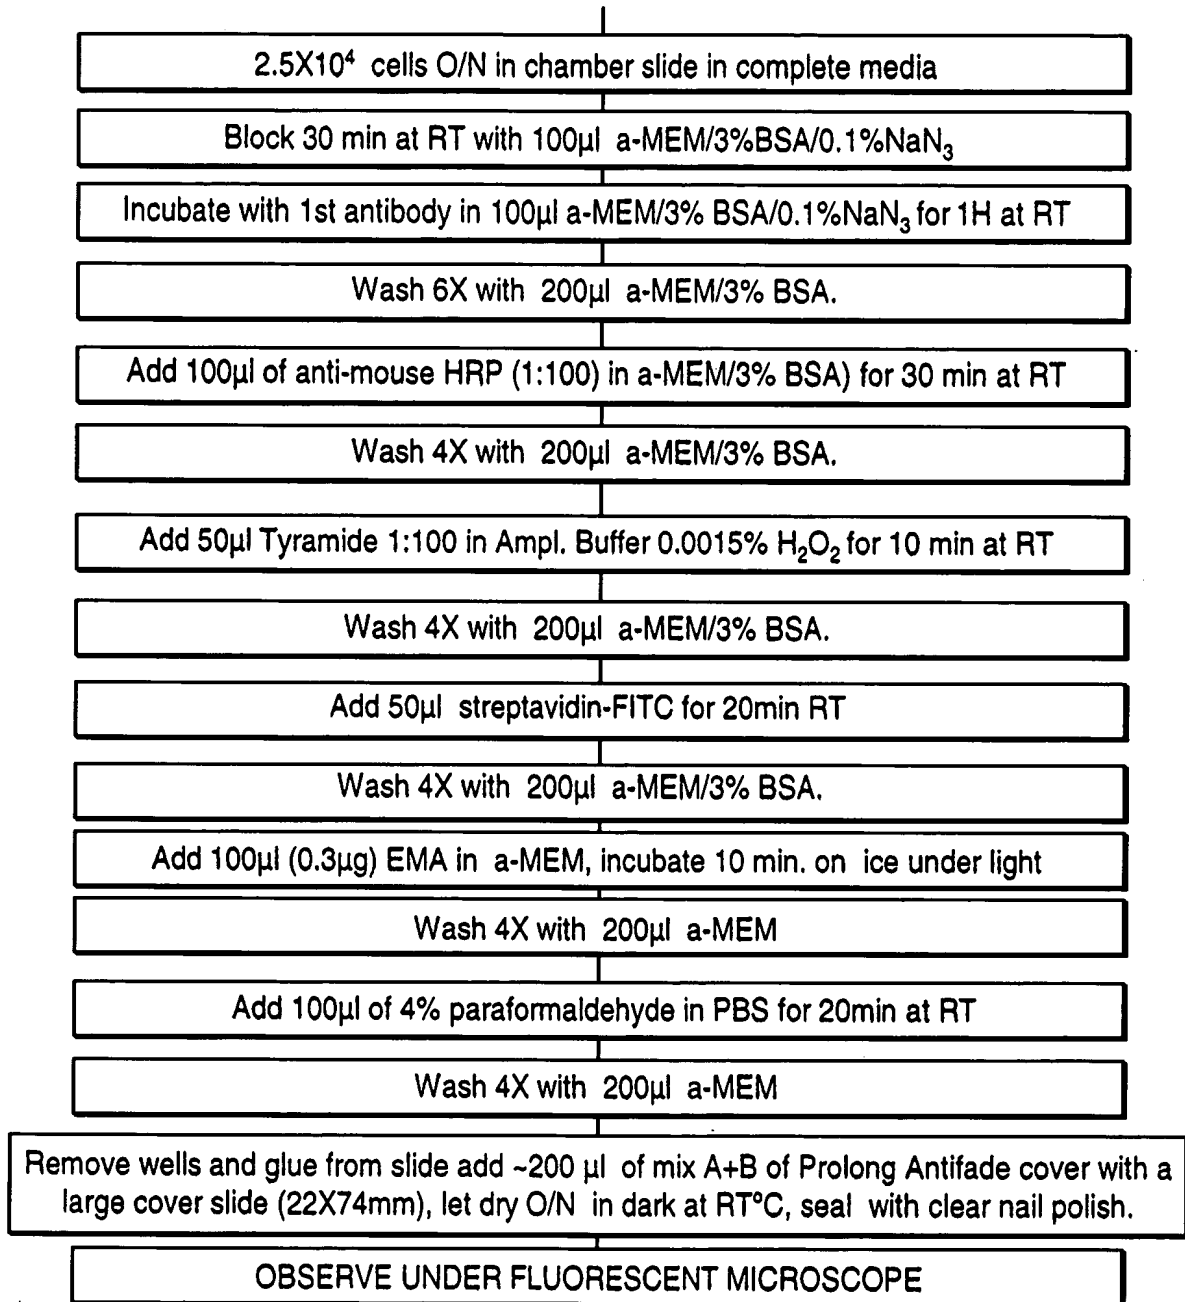 2.5X10⁴ cells O/N in chamber slide in complete media
Block 30 min at RT with 100µl a-MEM/3%BSA/0.1%NaN₃
Incubate with 1st antibody in 100µl a-MEM/3% BSA/0.1%NaN₃ for 1H at RT
Wash 6X with 200µl a-MEM/3% BSA.
Add 100µl of anti-mouse HRP (1:100) in a-MEM/3% BSA) for 30 min at RT
Wash 4X with 200µl a-MEM/3% BSA.
Add 50µl Tyramide 1:100 in Ampl. Buffer 0.0015% H₂O₂ for 10 min at RT
Wash 4X with 200µl a-MEM/3% BSA.
Add 50µl streptavidin-FITC for 20min RT
Wash 4X with 200µl a-MEM/3% BSA.
Add 100µl (0.3µg) EMA in a-MEM, incubate 10 min. on ice under light
Wash 4X with 200µl a-MEM
Add 100µl of 4% paraformaldehyde in PBS for 20min at RT
Wash 4X with 200µl a-MEM
Remove wells and glue from slide add ~200 µl of mix A+B of Prolong Antifade cover with a
large cover slide (22X74mm), let dry O/N in dark at RT°C, seal with clear nail polish.
OBSERVE UNDER FLUORESCENT MICROSCOPE